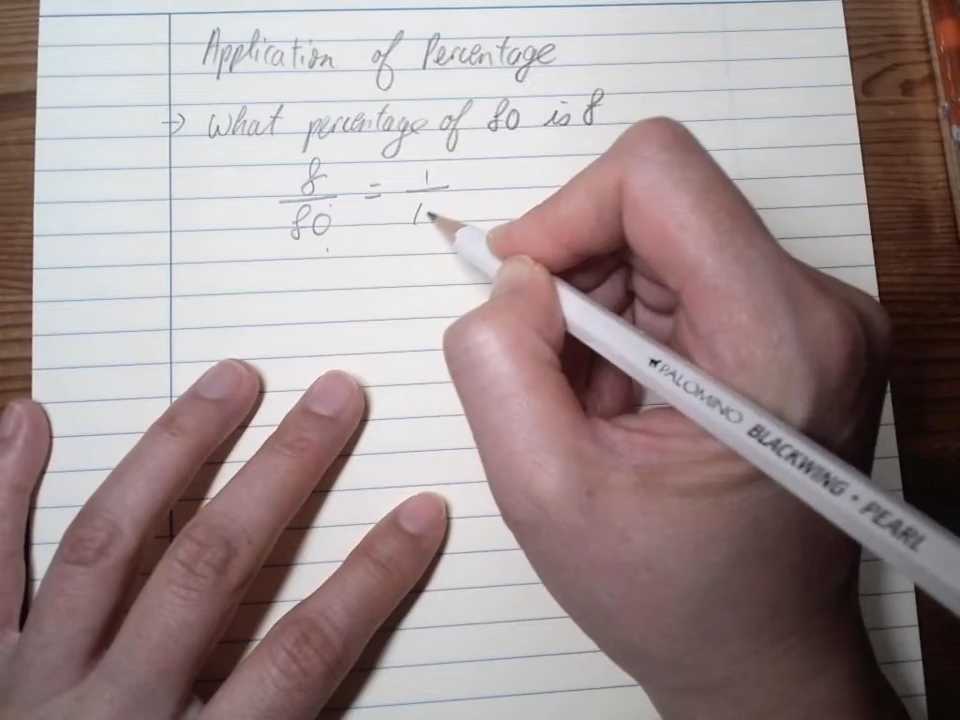 Application of Percentage
→ What percentage of 80 is 8
8/80 = 1/1
PALOMINO BLACKWING • PEARL